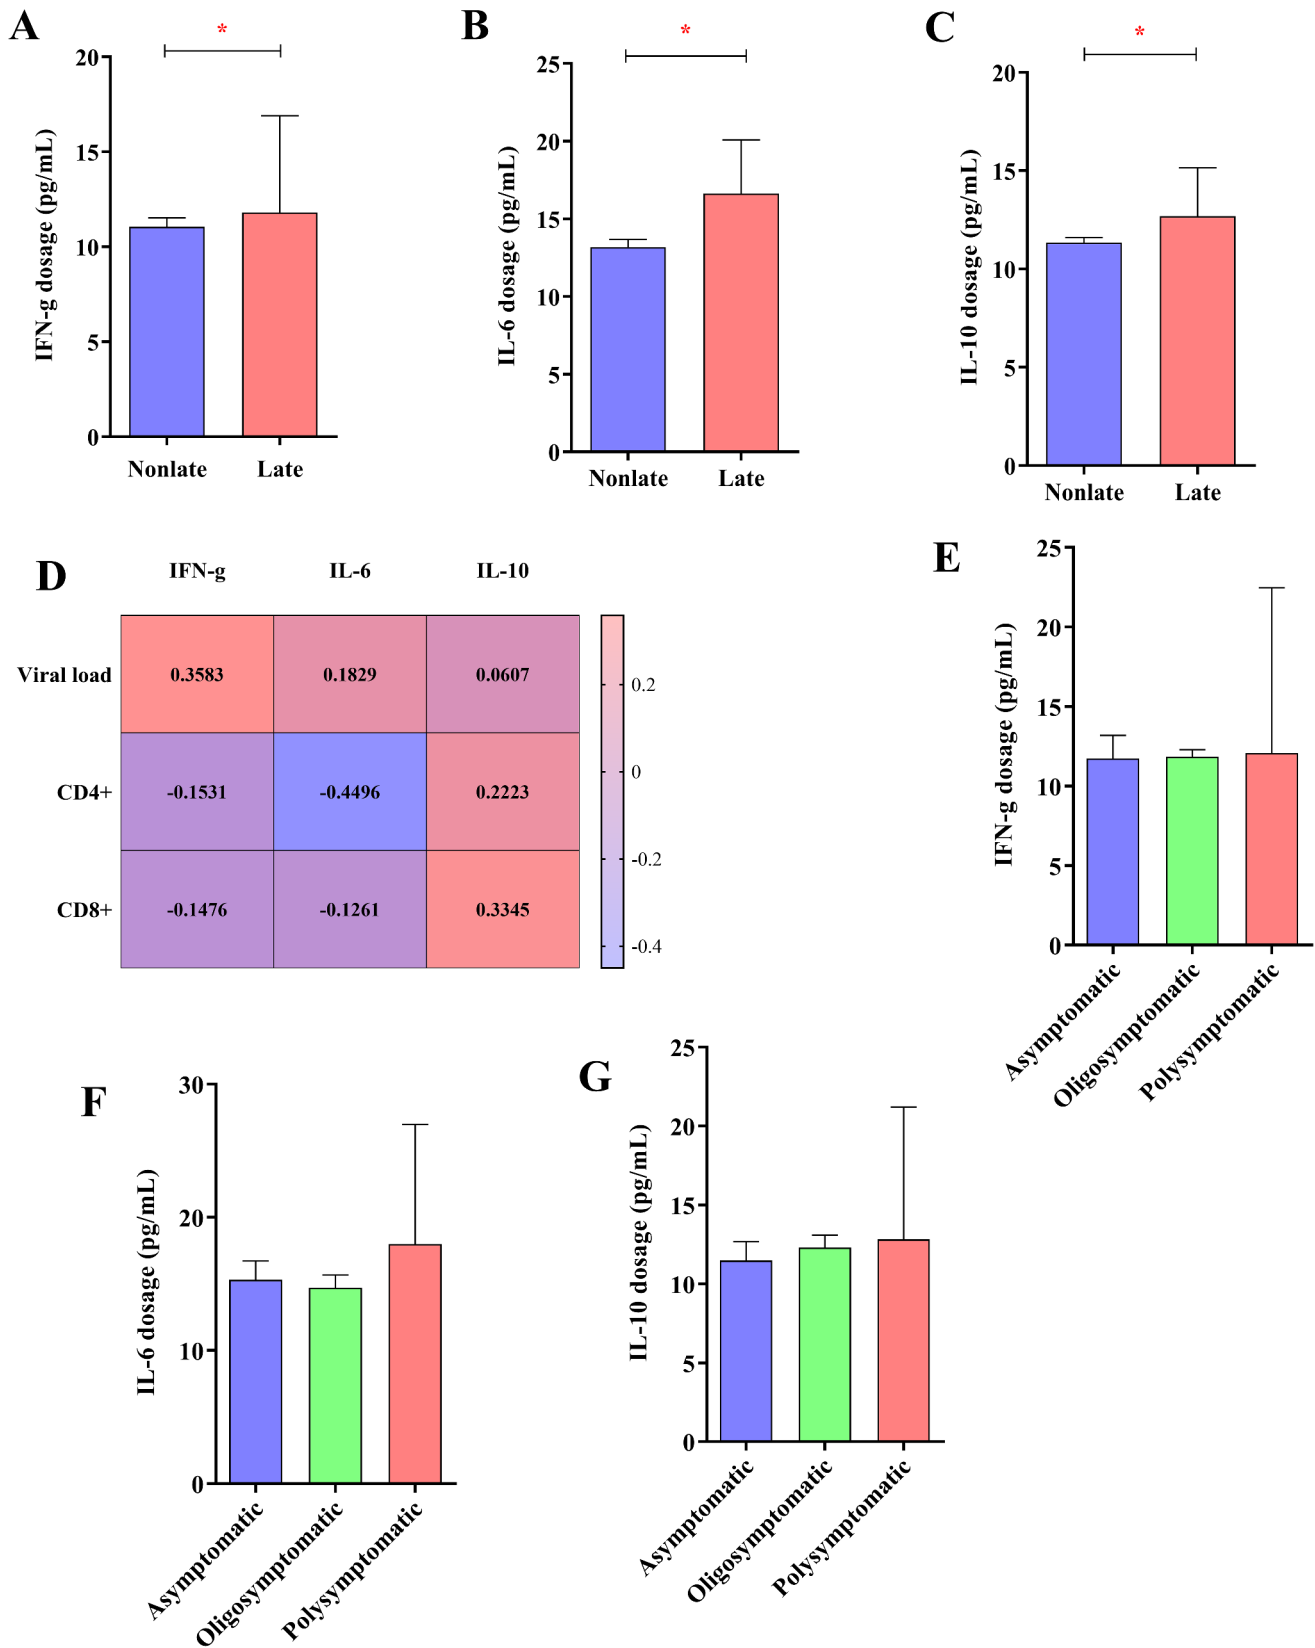 A
*
IFN-g dosage (pg/mL)
20
15
10
5
0
Nonlate Late
B
*
IL-6 dosage (pg/mL)
25
20
15
10
5
0
Nonlate Late
C
*
IL-10 dosage (pg/mL)
20
15
10
5
0
Nonlate Late
D
IFN-g IL-6 IL-10
Viral load 0.3583 0.1829 0.0607
CD4+ -0.1531 -0.4496 0.2223
CD8+ -0.1476 -0.1261 0.3345
0.2
0
-0.2
-0.4
E
IFN-g dosage (pg/mL)
25
20
15
10
5
0
Asymptomatic
Oligosymptomatic
Polysymptomatic
F
IL-6 dosage (pg/mL)
30
20
10
0
Asymptomatic
Oligosymptomatic
Polysymptomatic
G
IL-10 dosage (pg/mL)
25
20
15
10
5
0
Asymptomatic
Oligosymptomatic
Polysymptomatic